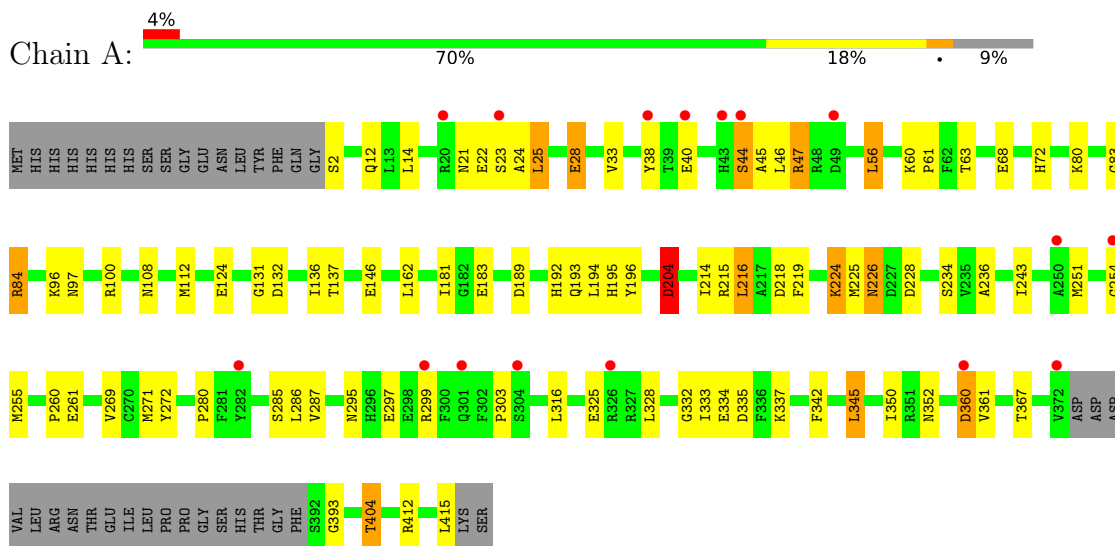 4%
Chain A:
70% 18% • 9%
MET HIS HIS HIS HIS HIS HIS SER SER GLY GLU ASN LEU TYR PHE GLN GLY S2 Q12 L13 L14 R20 N21 E22 S23 A24 L25 E28 V33 Y38 T39 E40 H43 S44 A45 L46 R47 R48 D49 L56 K60 P61 F62 T63 E68 H72 K80 G83
R84 K96 N97 R100 N108 M112 E124 G131 D132 I136 T137 E146 L162 I181 G182 E183 D189 H192 Q193 L194 H195 Y196 D204 I214 R215 L216 A217 D218 F219 K224 M225 N226 D227 D228 S234 V235 A236 I243 A250 M251 G254
M255 P260 E261 V269 C270 M271 Y272 P280 F281 Y282 S285 L286 V287 N295 H296 E297 E298 R299 F300 Q301 F302 P303 S304 L316 E325 R326 R327 L328 G332 I333 E334 D335 F336 K337 F342 L345 I350 R351 N352 D360 V361 T367 V372 ASP ASP ASP
VAL LEU ARG ASN THR GLU ILE LEU PRO PRO GLY SER HIS THR GLY PHE S392 G393 T404 R412 L415 LYS SER